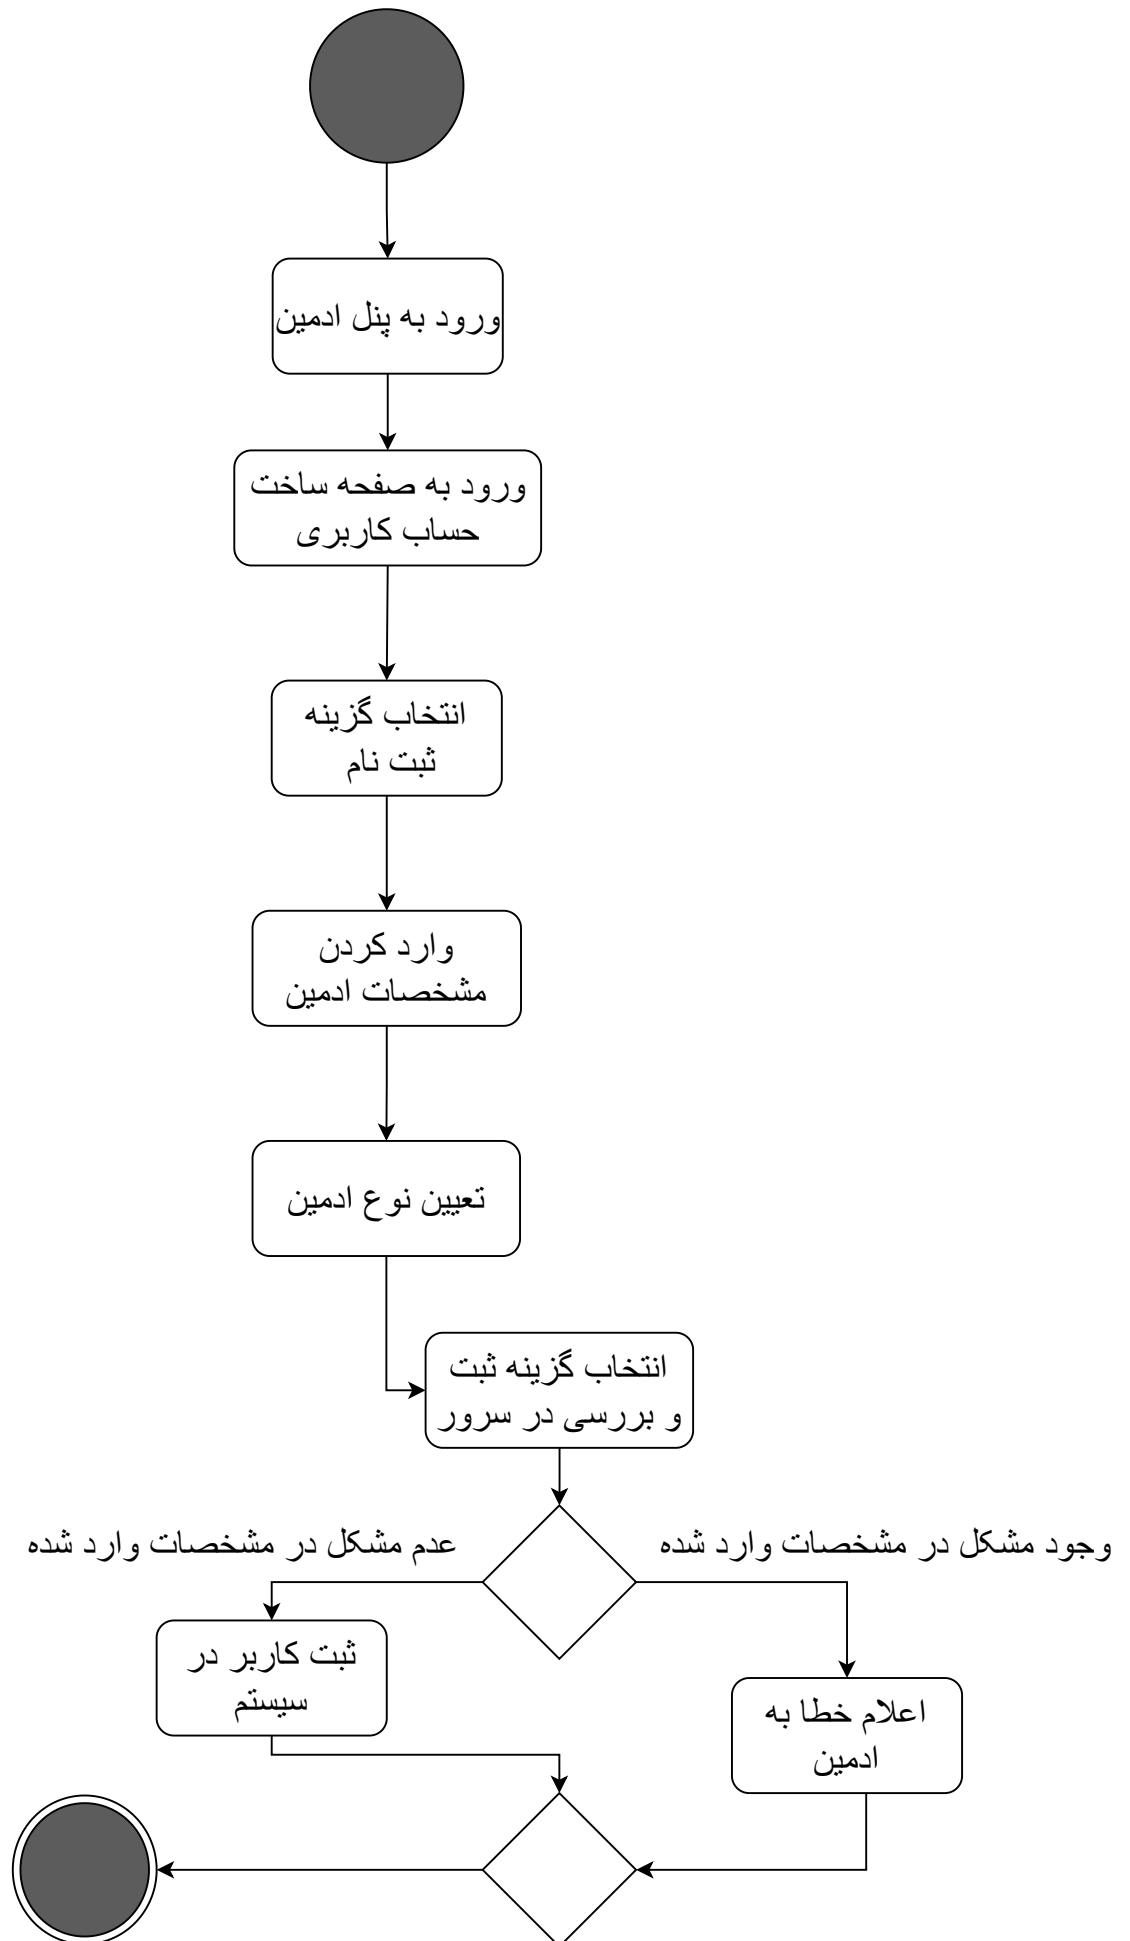 ورود به پنل ادمین
ورود به صفحه ساخت
حساب کاربری
انتخاب گزینه
ثبت نام
وارد کردن
مشخصات ادمین
تعیین نوع ادمین
انتخاب گزینه ثبت
و بررسی در سرور
وجود مشکل در مشخصات وارد شده
عدم مشکل در مشخصات وارد شده
ثبت کاربر در
سیستم
اعلام خطا به
ادمین